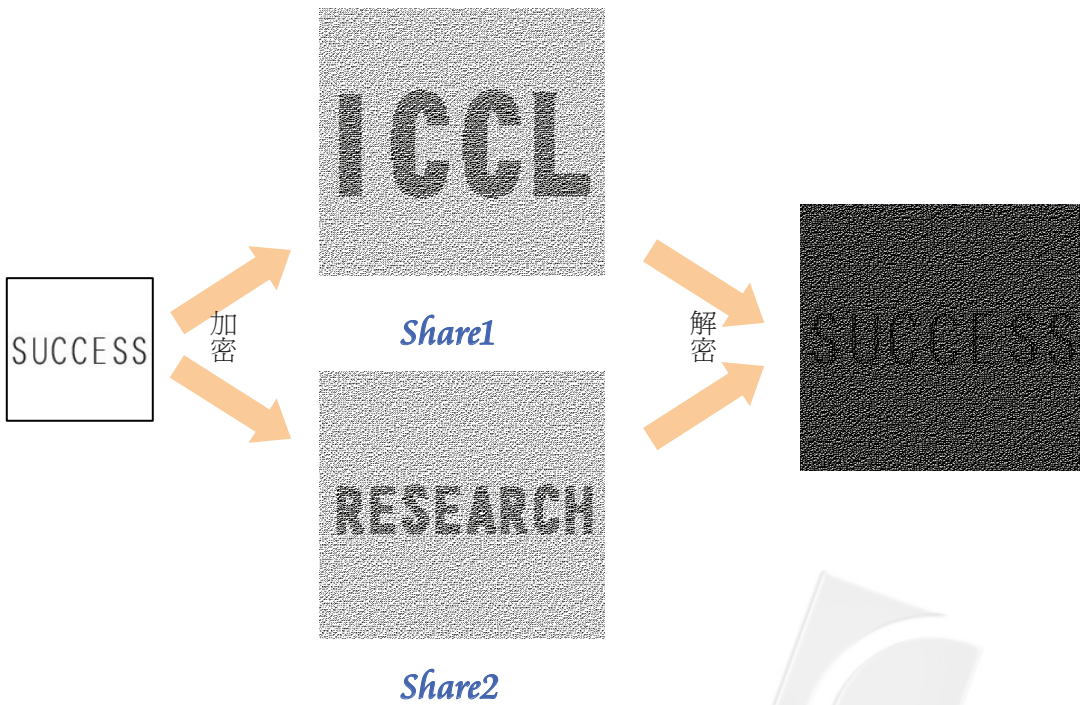 SUCCESS
加密
ICCL
Share1
RESEARCH
Share2
解密
SUCCESS